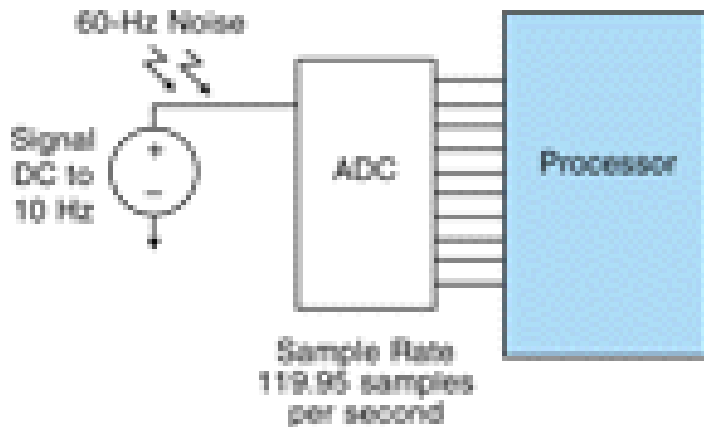 60-Hz Noise
Signal
DC to
10 Hz
+
−
ADC
Processor
Sample Rate
119.95 samples
per second